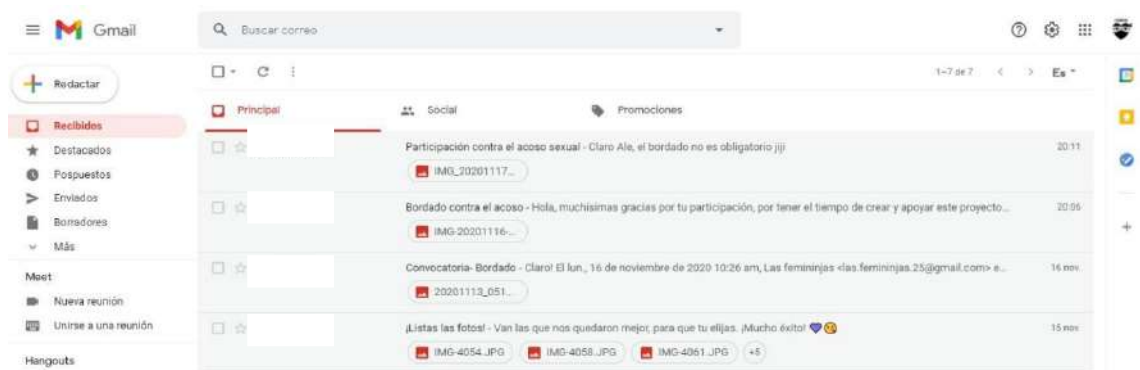 Gmail
Buscar correo
Redactar
1–7 de 7
Es
Principal
Social
Promociones
Recibidos
Destacados
Pospuestos
Enviados
Borradores
Más
Meet
Nueva reunión
Unirse a una reunión
Hangouts
Participación contra el acoso sexual - Claro Ale, el bordado no es obligatorio jiji
20:11
IMG_20201117...
Bordado contra el acoso - Hola, muchísimas gracias por tu participación, por tener el tiempo de crear y apoyar este proyecto...
20:06
IMG-20201116-...
Convocatoria- Bordado - Claro! El lun., 16 de noviembre de 2020 10:26 am, Las femininjas <las.femininjas.25@gmail.com> e...
16 nov.
20201113_051...
¡Listas las fotos! - Van las que nos quedaron mejor, para que tu elijas. ¡Mucho éxito! 💜😘
15 nov.
IMG-4054.JPG
IMG-4058.JPG
IMG-4061.JPG
+5